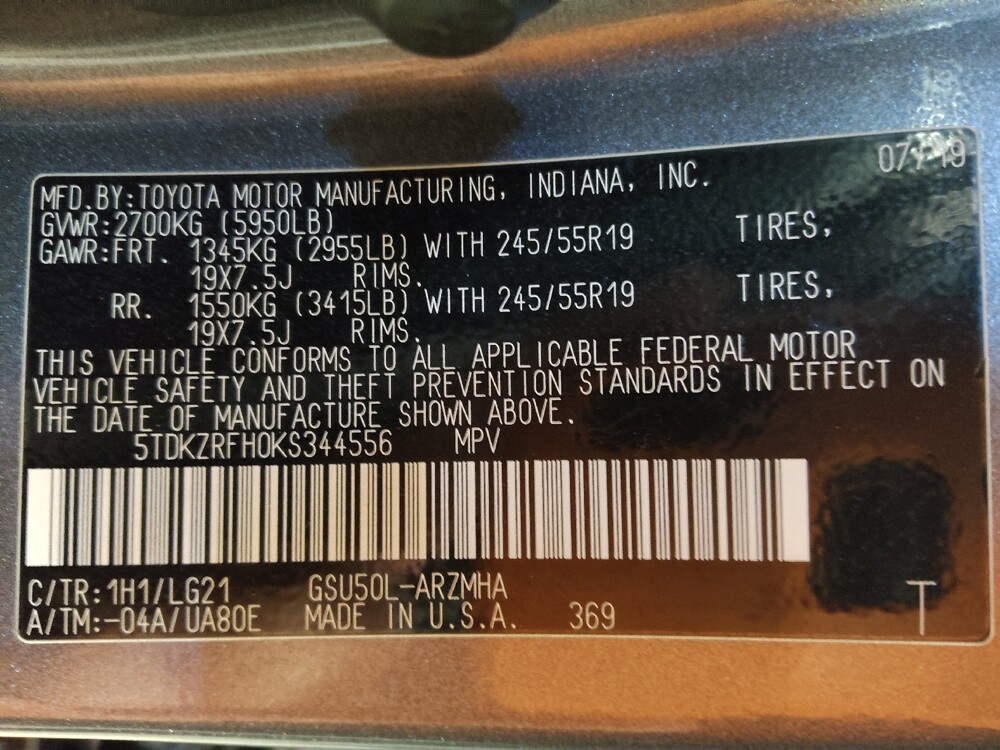 07/19
MFD.BY:TOYOTA MOTOR MANUFACTURING, INDIANA, INC.
GVWR:2700KG (5950LB)
GAWR:FRT. 1345KG (2955LB) WITH 245/55R19 TIRES,
19X7.5J RIMS.
RR. 1550KG (3415LB) WITH 245/55R19 TIRES,
19X7.5J RIMS.
THIS VEHICLE CONFORMS TO ALL APPLICABLE FEDERAL MOTOR
VEHICLE SAFETY AND THEFT PREVENTION STANDARDS IN EFFECT ON
THE DATE OF MANUFACTURE SHOWN ABOVE.
5TDKZRFH0KS344556 MPV
C/TR:1H1/LG21 GSU50L-ARZMHA
A/TM:-04A/UA80E MADE IN U.S.A. 369
T